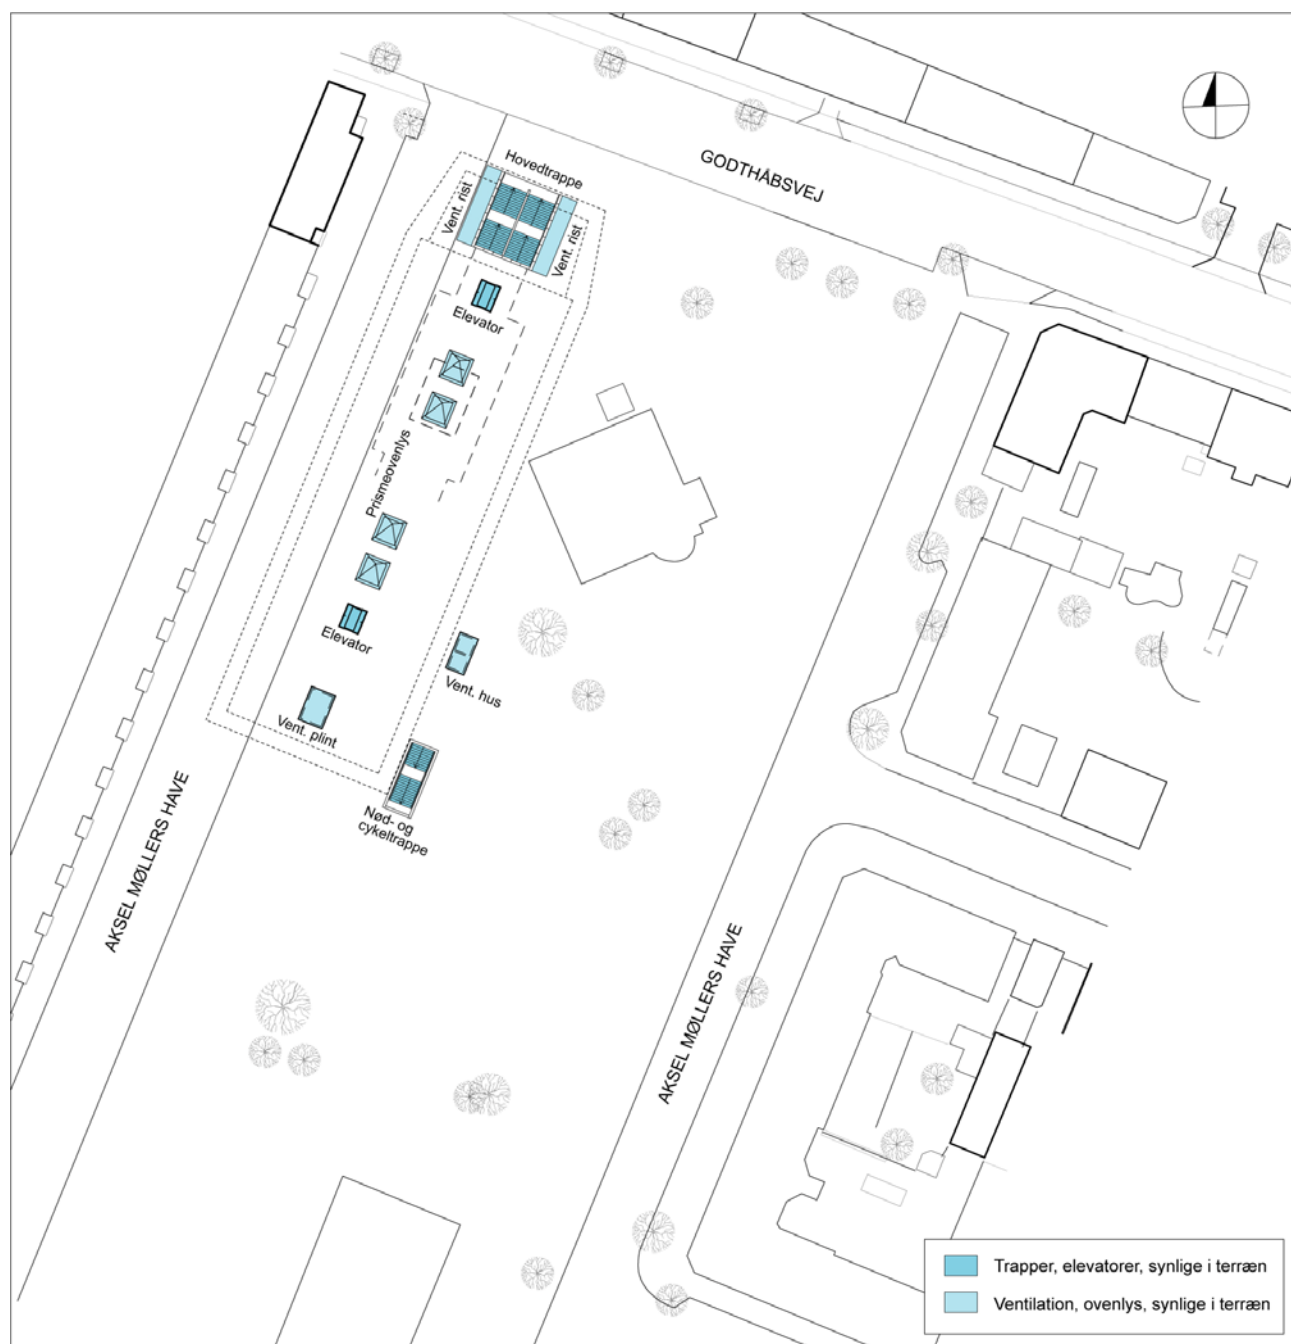 GODTHÅBSVEJ
Hovedtrappe
Vent. rist
Vent. rist
Elevator
Prismeovenlys
Elevator
Vent. hus
Vent. plint
Nød- og
cykeltrappe
AKSEL MØLLERS HAVE
AKSEL MØLLERS HAVE
Trapper, elevatorer, synlige i terræn
Ventilation, ovenlys, synlige i terræn